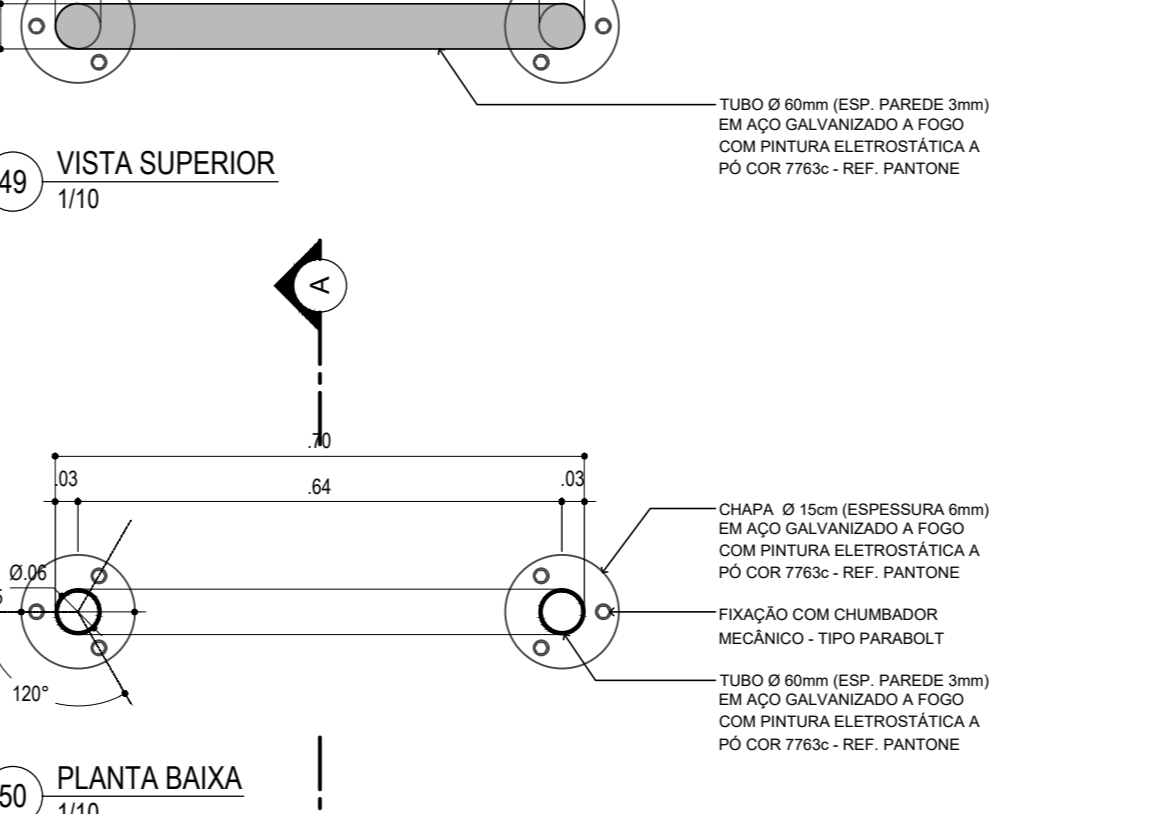 TUBO Ø 60mm (ESP. PAREDE 3mm)
EM AÇO GALVANIZADO A FOGO
COM PINTURA ELETROSTÁTICA A
PÓ COR 7763c - REF. PANTONE
49
VISTA SUPERIOR
1/10
A
.70
.03
.64
.03
CHAPA Ø 15cm (ESPESSURA 6mm)
EM AÇO GALVANIZADO A FOGO
COM PINTURA ELETROSTÁTICA A
PÓ COR 7763c - REF. PANTONE
Ø.06
FIXAÇÃO COM CHUMBADOR
MECÂNICO - TIPO PARABOLT
TUBO Ø 60mm (ESP. PAREDE 3mm)
EM AÇO GALVANIZADO A FOGO
COM PINTURA ELETROSTÁTICA A
PÓ COR 7763c - REF. PANTONE
120°
50
PLANTA BAIXA
1/10